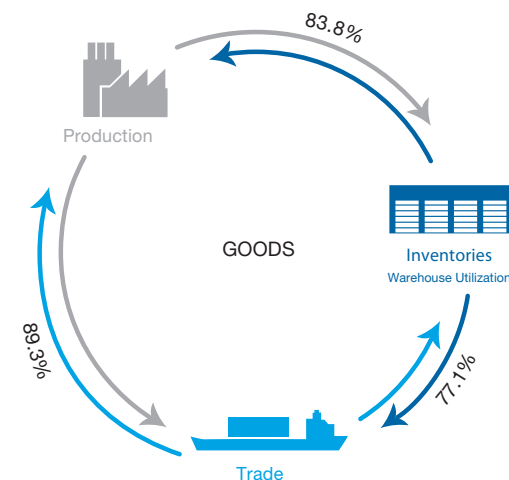 83.8%
Production
GOODS
Inventories
Warehouse Utilization
89.3%
77.1%
Trade